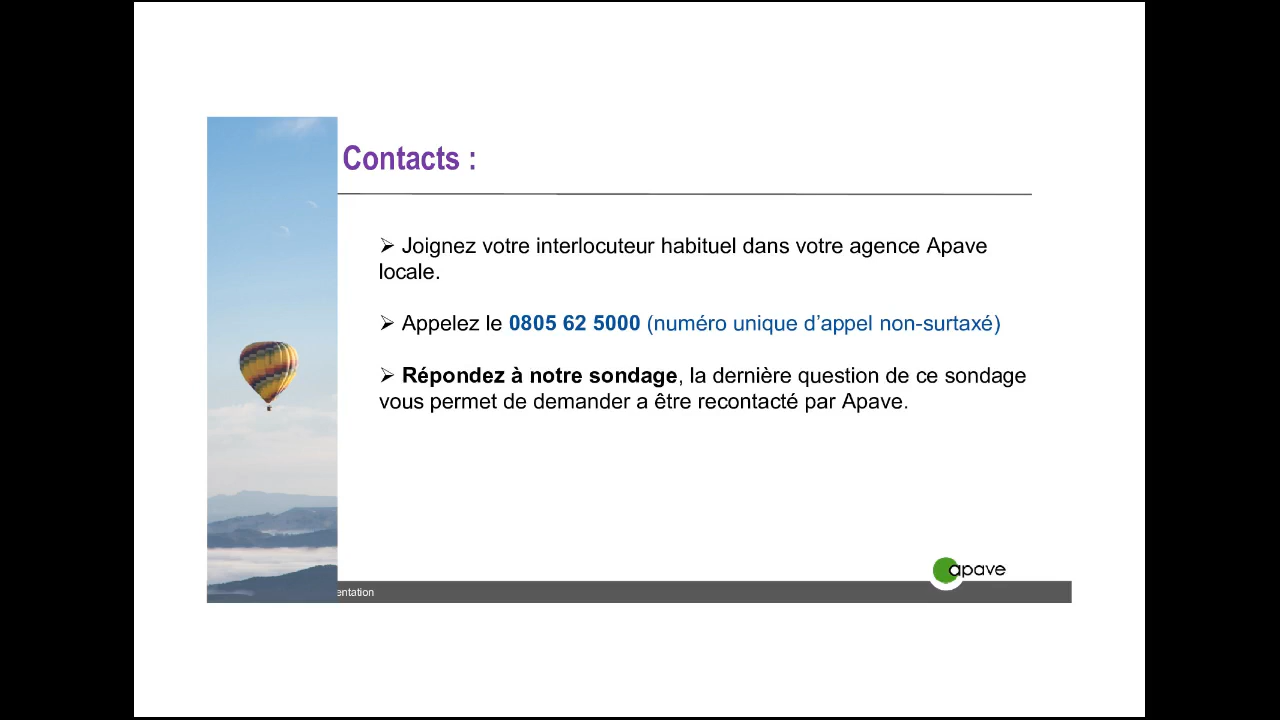 Contacts :
➢ Joignez votre interlocuteur habituel dans votre agence Apave
locale.
➢ Appelez le 0805 62 5000 (numéro unique d’appel non-surtaxé)
➢ Répondez à notre sondage, la dernière question de ce sondage
vous permet de demander a être recontacté par Apave.
apave
entation